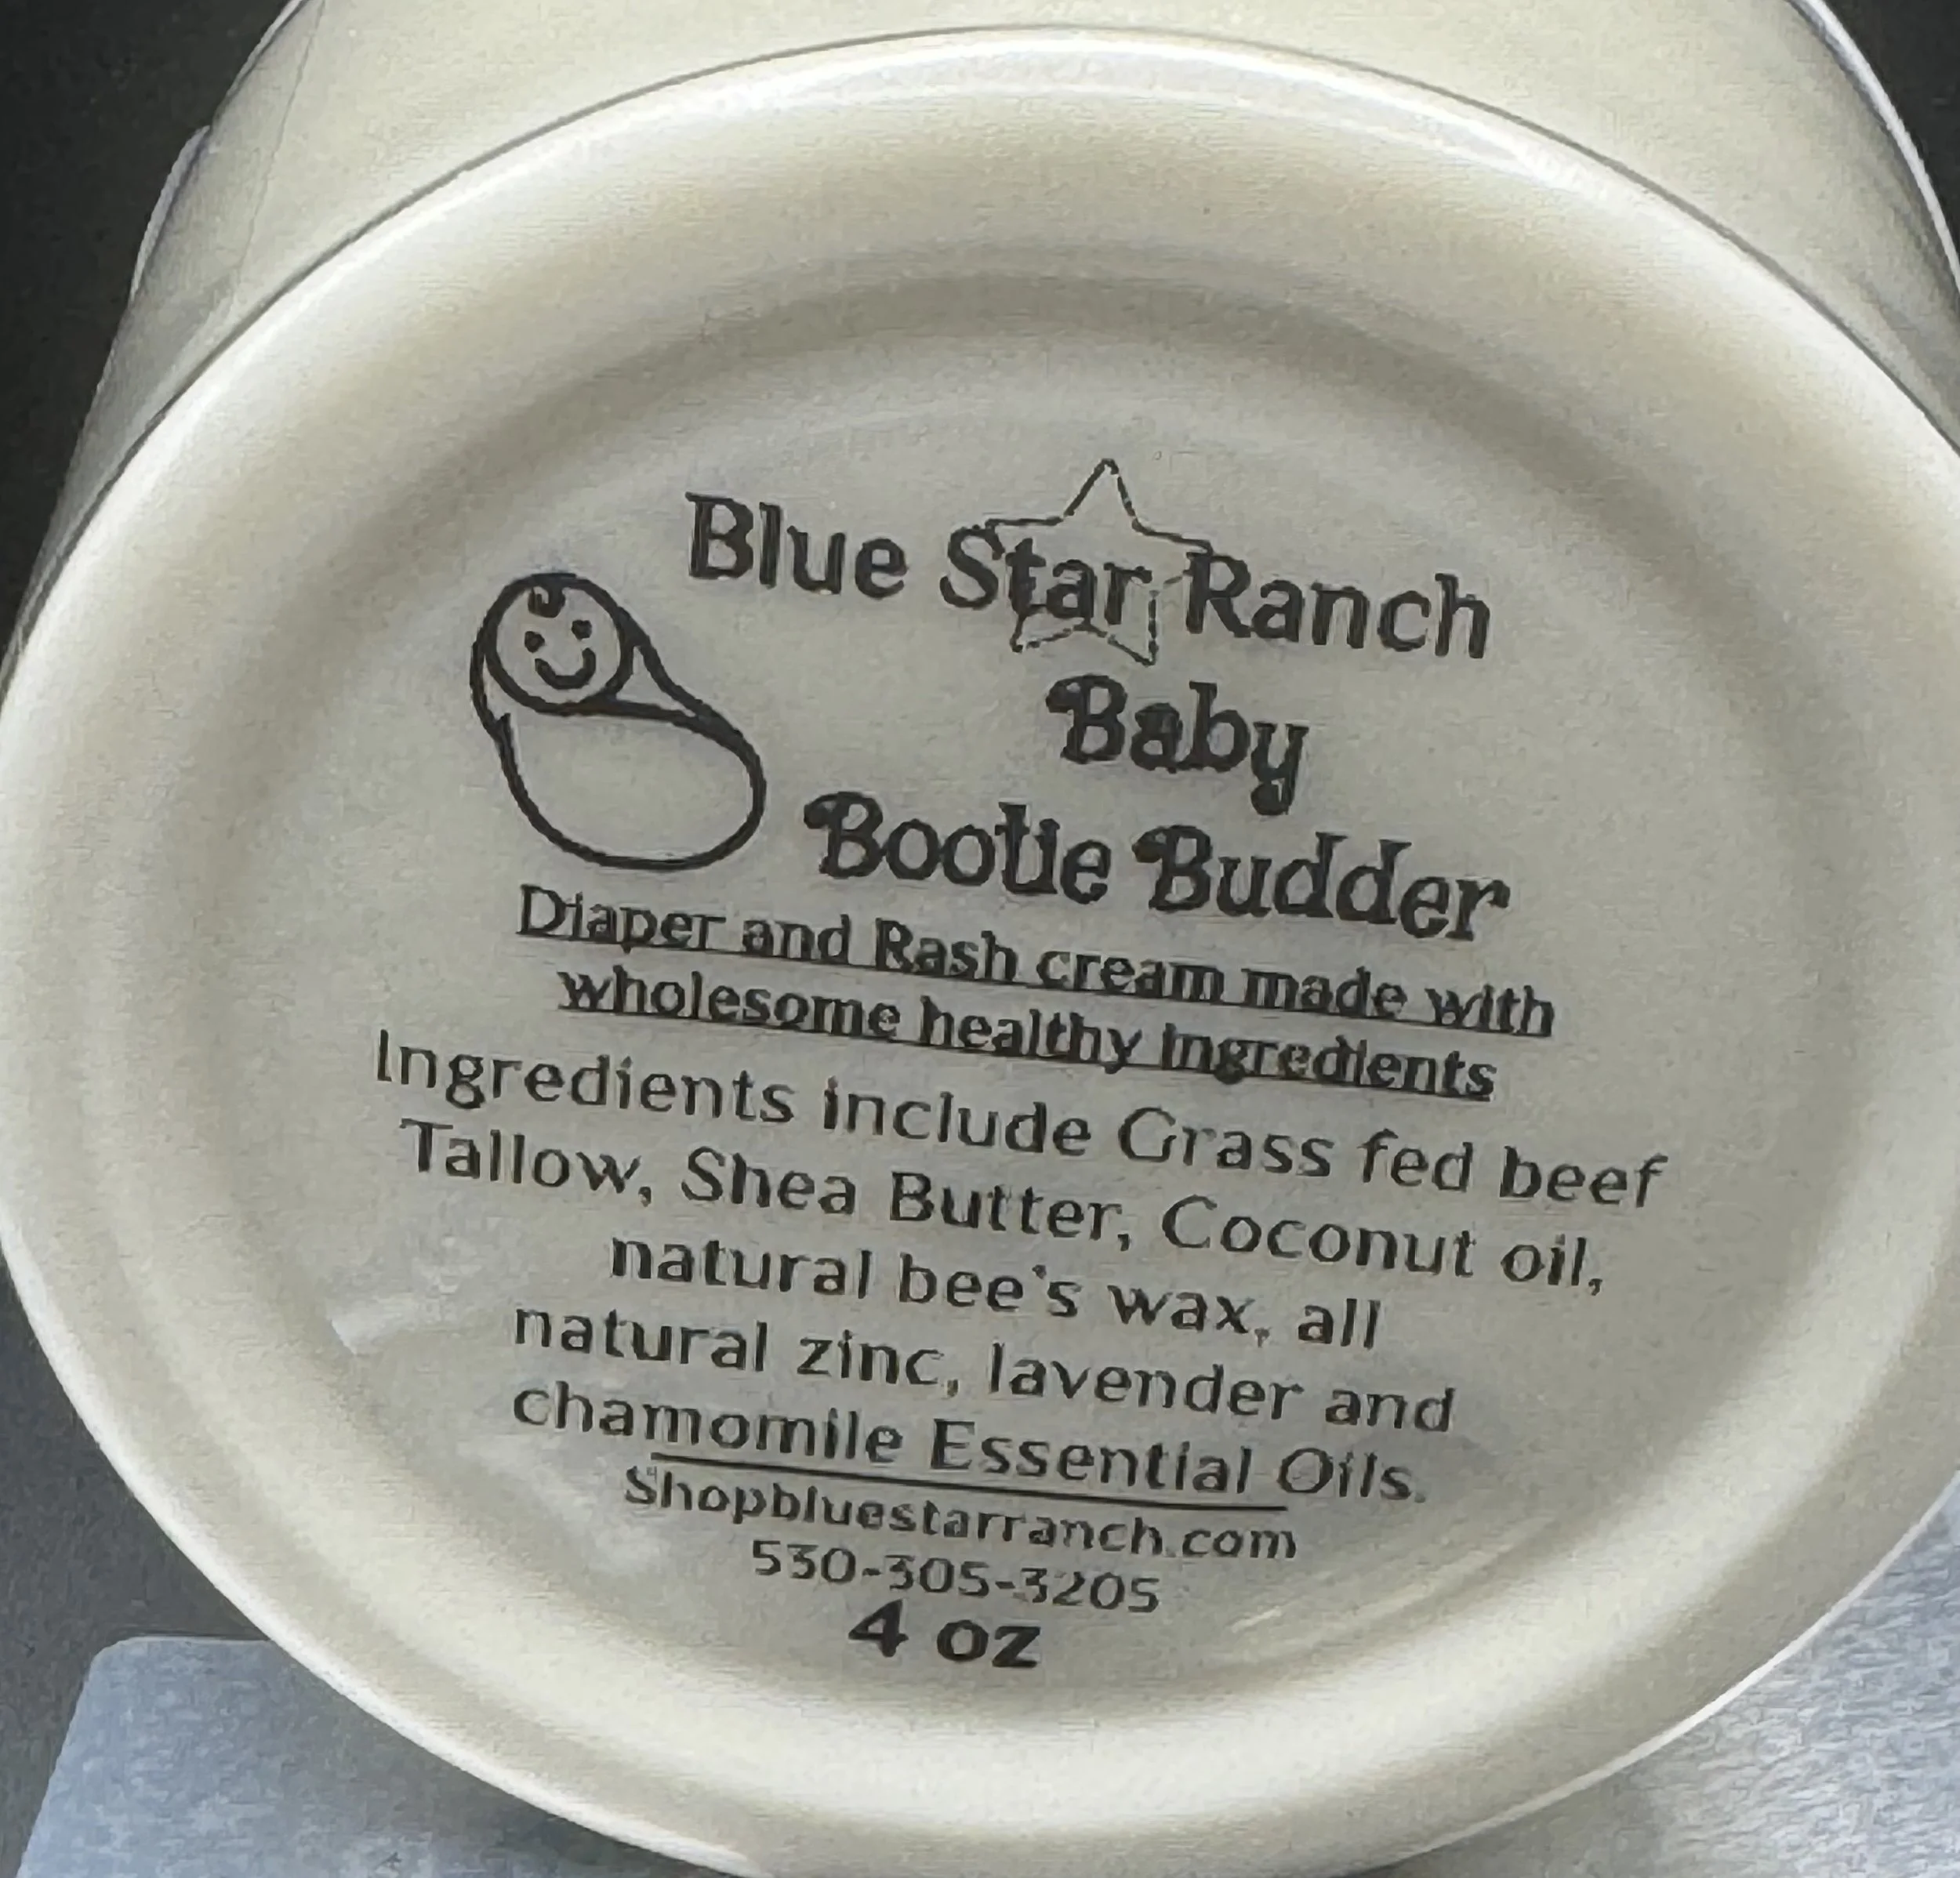 Blue Star Ranch
Baby
Bootie Budder
Diaper and Rash cream made with
wholesome healthy ingredients
Ingredients include Grass fed beef
Tallow, Shea Butter, Coconut oil,
natural bee's wax, all
natural zinc, lavender and
chamomile Essential Oils.
Shopbluestarranch.com
530-305-3205
4 oz